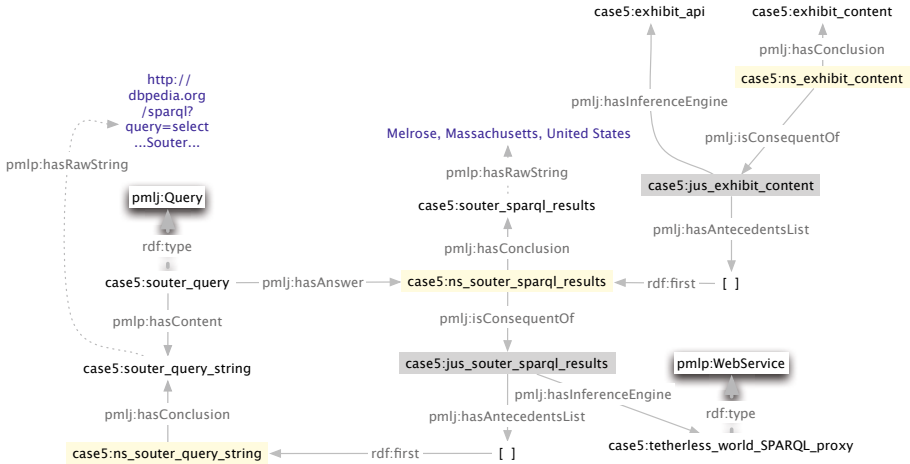 case5:exhibit_api
case5:exhibit_content
pmlj:hasConclusion
case5:ns_exhibit_content
http://
dbpedia.org
/sparql?
query=select
...Souter...
pmlj:hasInferenceEngine
Melrose, Massachusetts, United States
pmlj:isConsequentOf
pmlp:hasRawString
pmlp:hasRawString
case5:jus_exhibit_content
pmlj:Query
case5:souter_sparql_results
pmlj:hasAntecedentsList
rdf:type
pmlj:hasConclusion
case5:souter_query
pmlj:hasAnswer
case5:ns_souter_sparql_results
rdf:first
[ ]
pmlp:hasContent
pmlj:isConsequentOf
case5:souter_query_string
case5:jus_souter_sparql_results
pmlp:WebService
pmlj:hasInferenceEngine
pmlj:hasConclusion
pmlj:hasAntecedentsList
rdf:type
case5:ns_souter_query_string
rdf:first
[ ]
case5:tetherless_world_SPARQL_proxy